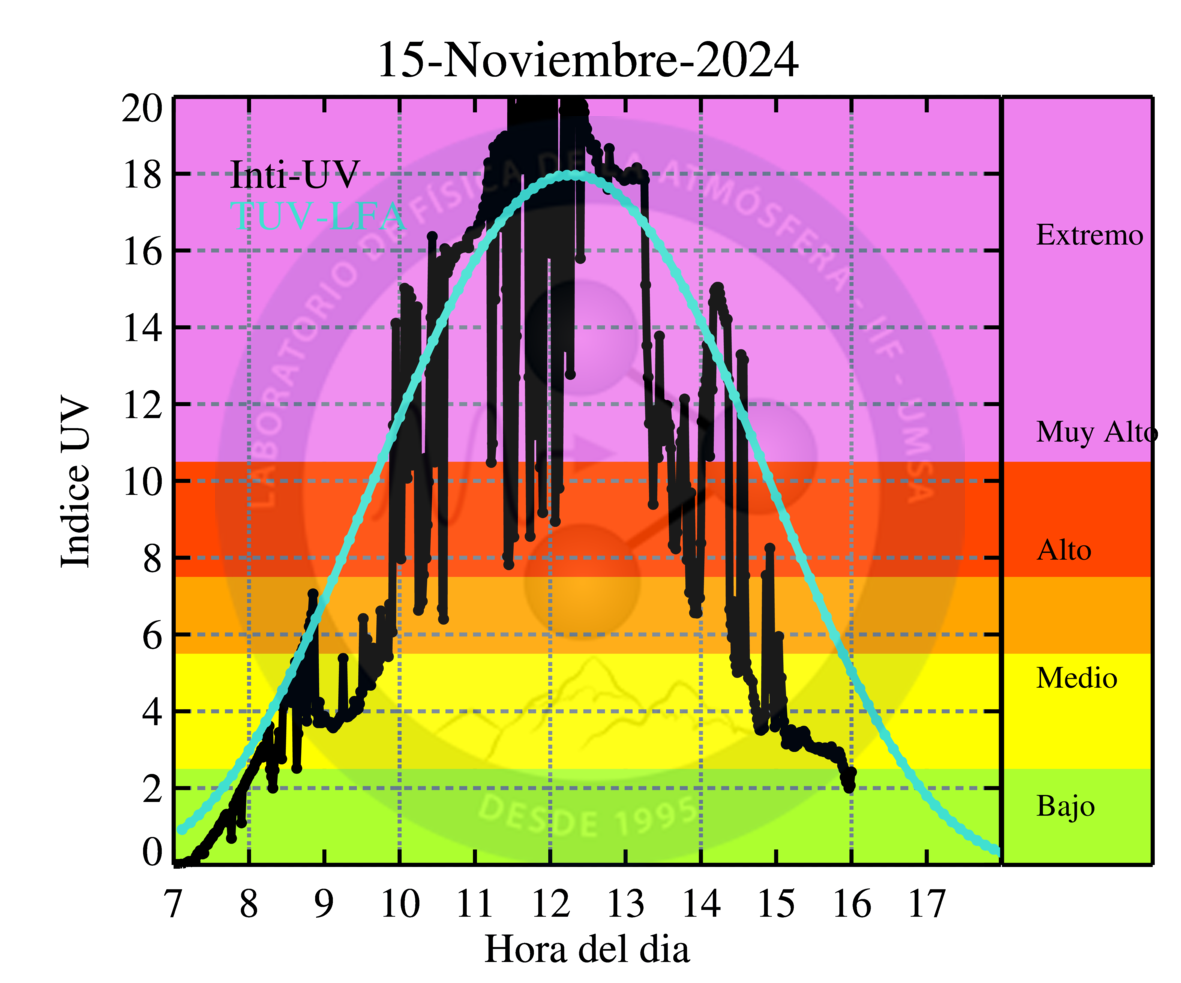 15-Noviembre-2024
20
18
16
14
12
10
8
6
4
2
0
Indice UV
Inti-UV
TUV-LFA
LABORATORIO DE FÍSICA DE LA ATMÓSFERA - IIF - UMSA
DESDE 1995
Extremo
Muy Alto
Alto
Medio
Bajo
7 8 9 10 11 12 13 14 15 16 17
Hora del dia